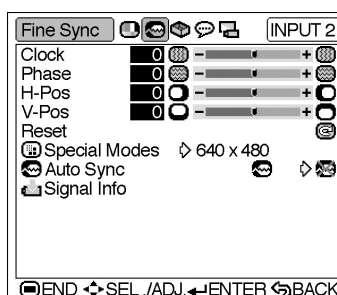 Fine Sync INPUT 2
Clock 0 - +
Phase 0 - +
H-Pos 0 - +
V-Pos 0 - +
Reset
Special Modes 640 x 480
Auto Sync
Signal Info
END SEL./ADJ. ENTER BACK